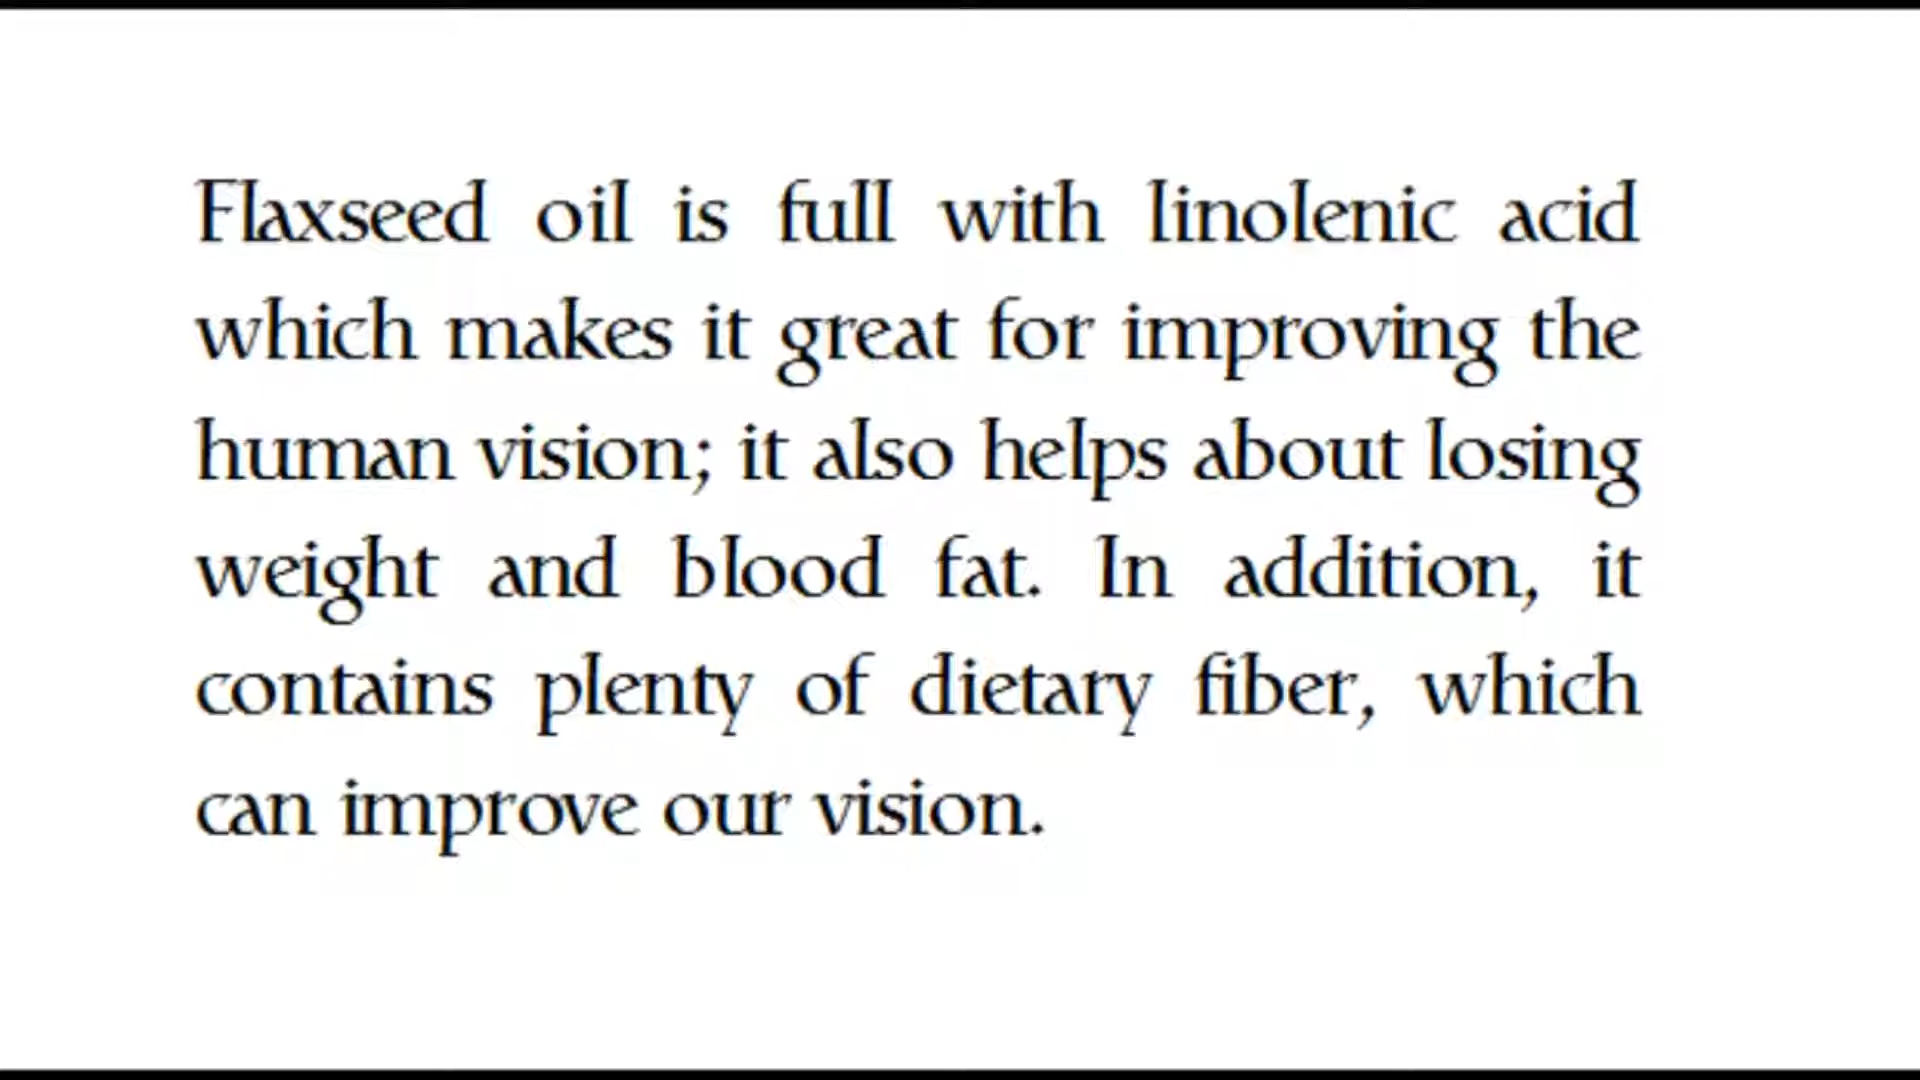 Flaxseed oil is full with linolenic acid
which makes it great for improving the
human vision; it also helps about losing
weight and blood fat. In addition, it
contains plenty of dietary fiber, which
can improve our vision.